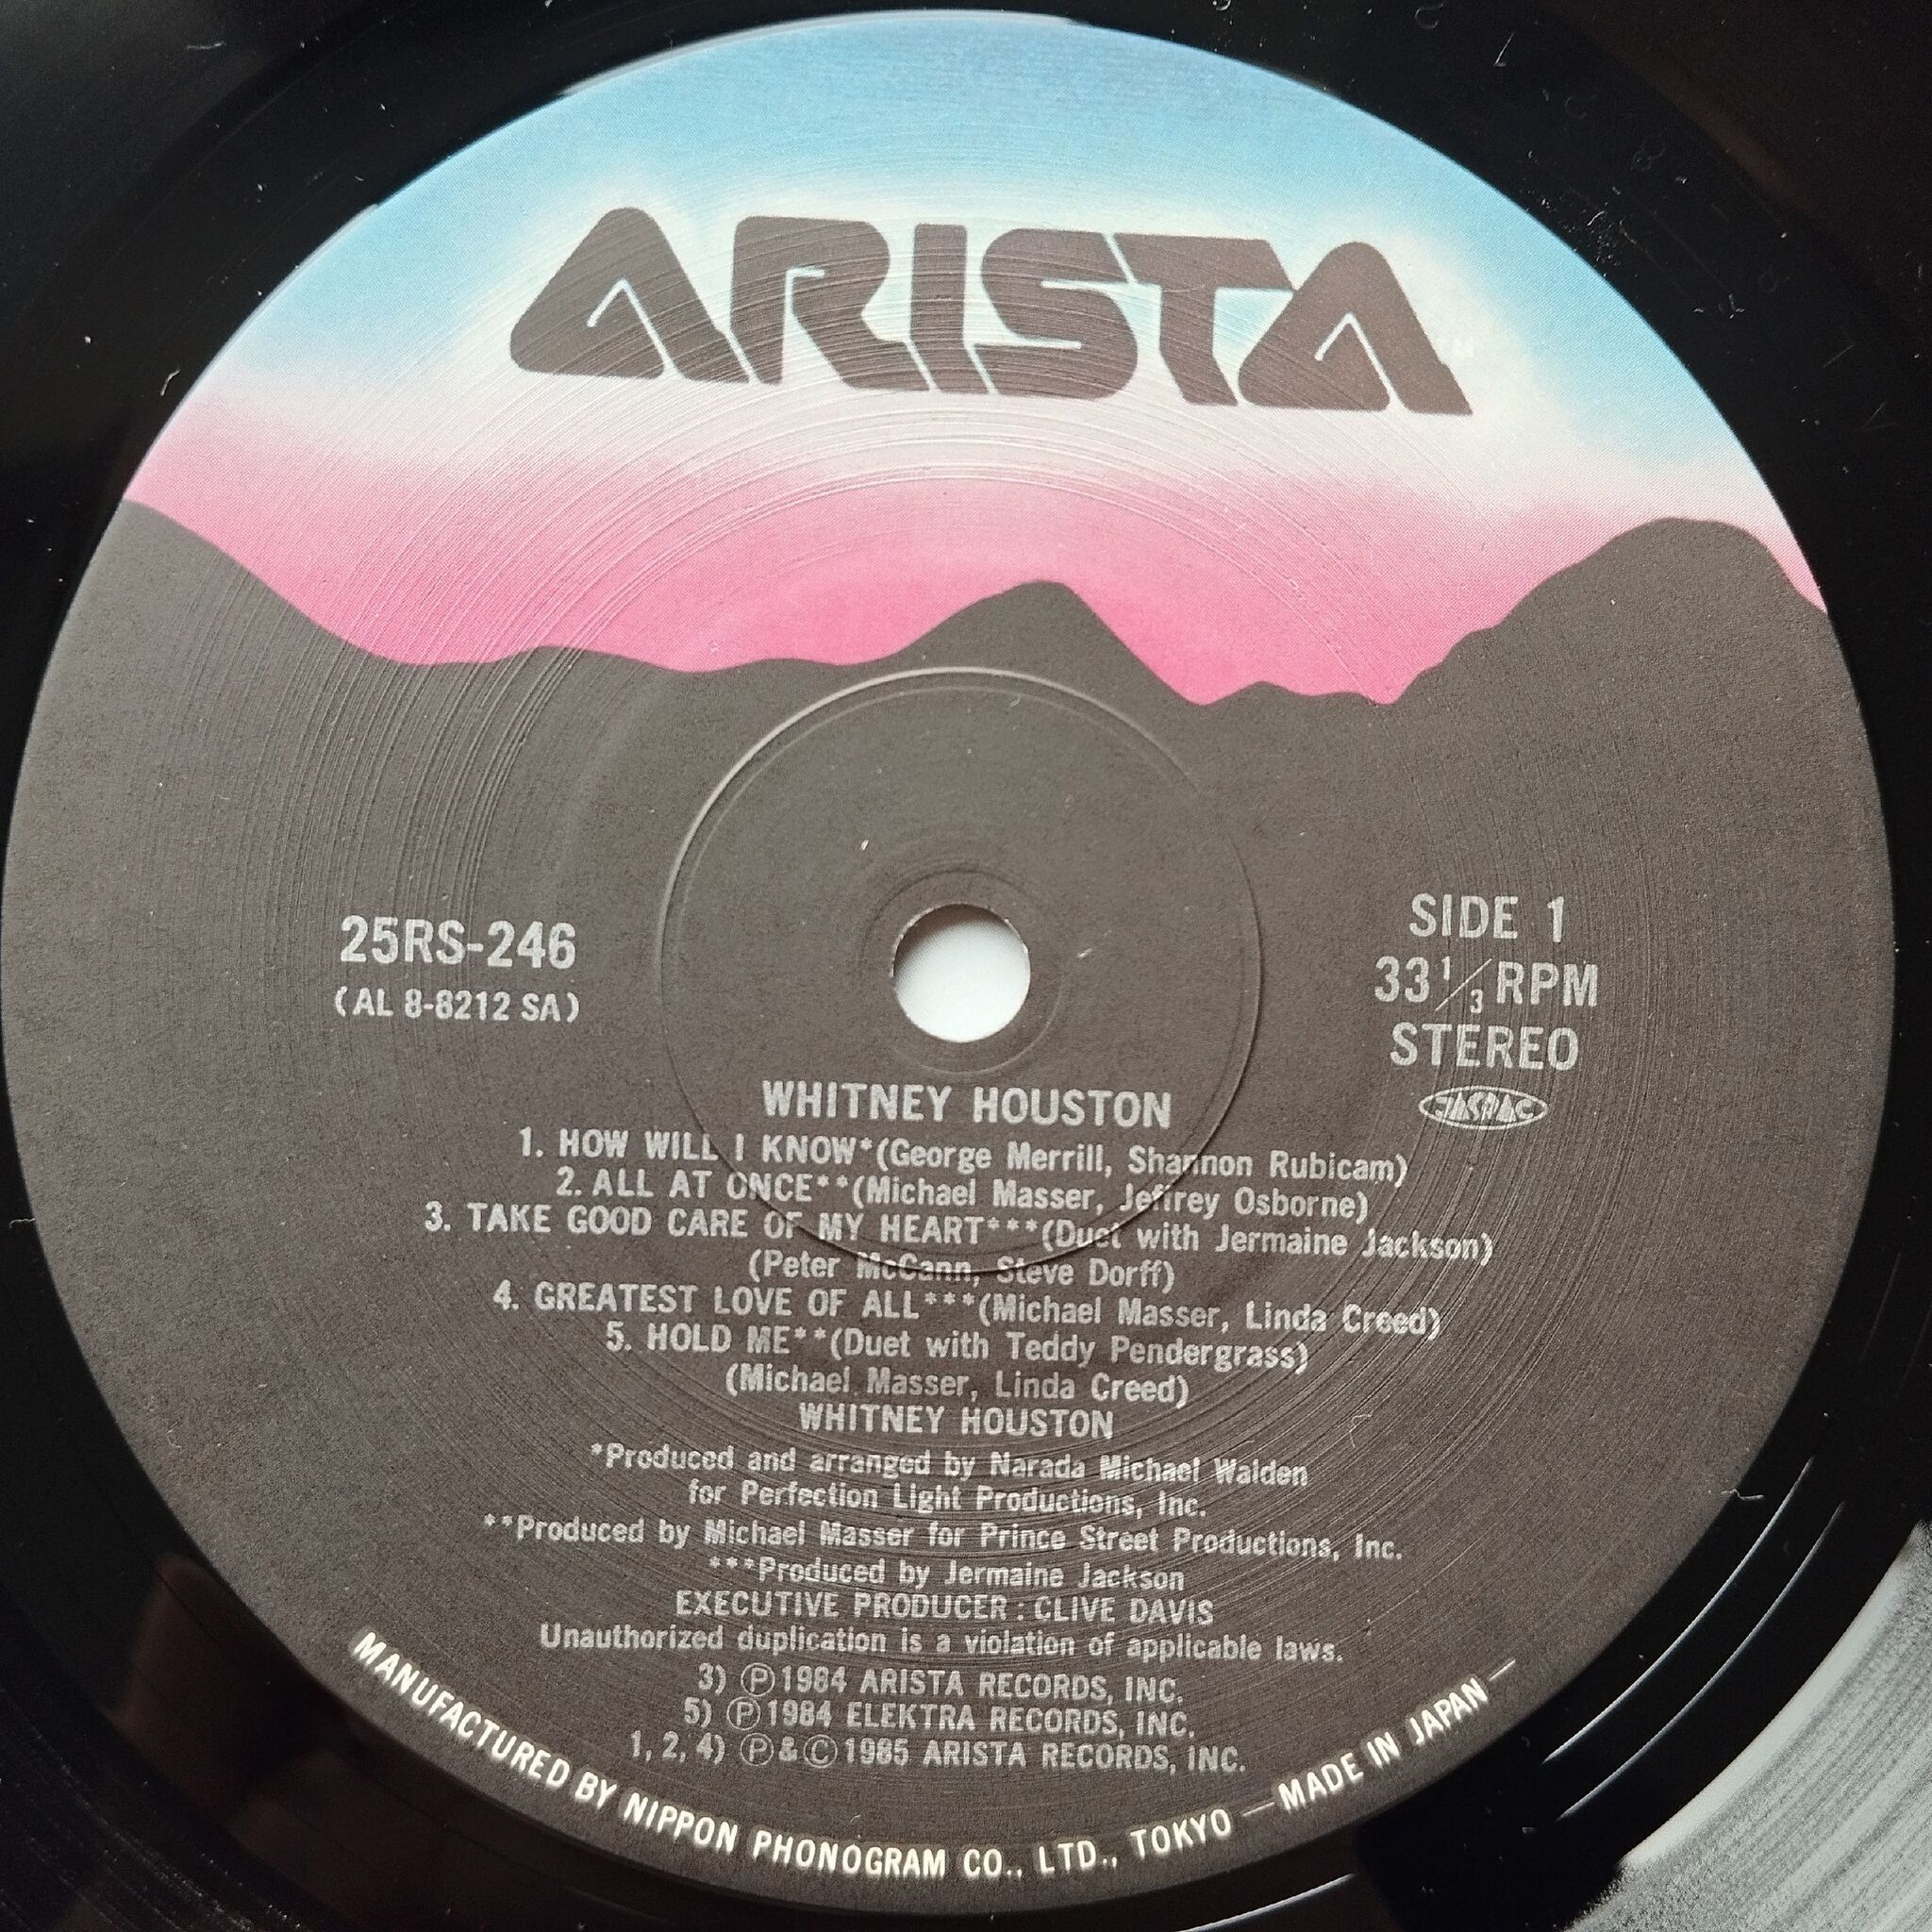 ARISTA
25RS-246
(AL 8-8212 SA)
SIDE 1
33 1/3 RPM
STEREO
JASRAC
WHITNEY HOUSTON
1. HOW WILL I KNOW*(George Merrill, Shannon Rubicam)
2. ALL AT ONCE**(Michael Masser, Jeffrey Osborne)
3. TAKE GOOD CARE OF MY HEART***(Duet with Jermaine Jackson)
(Peter McCann, Steve Dorff)
4. GREATEST LOVE OF ALL***(Michael Masser, Linda Creed)
5. HOLD ME**(Duet with Teddy Pendergrass)
(Michael Masser, Linda Creed)
WHITNEY HOUSTON
*Produced and arranged by Narada Michael Walden
for Perfection Light Productions, Inc.
**Produced by Michael Masser for Prince Street Productions, Inc.
***Produced by Jermaine Jackson
EXECUTIVE PRODUCER : CLIVE DAVIS
Unauthorized duplication is a violation of applicable laws.
3) Ⓟ1984 ARISTA RECORDS, INC.
5) Ⓟ1984 ELEKTRA RECORDS, INC.
1, 2, 4) Ⓟ&Ⓒ1985 ARISTA RECORDS, INC.
MANUFACTURED BY NIPPON PHONOGRAM CO., LTD., TOKYO —MADE IN JAPAN—